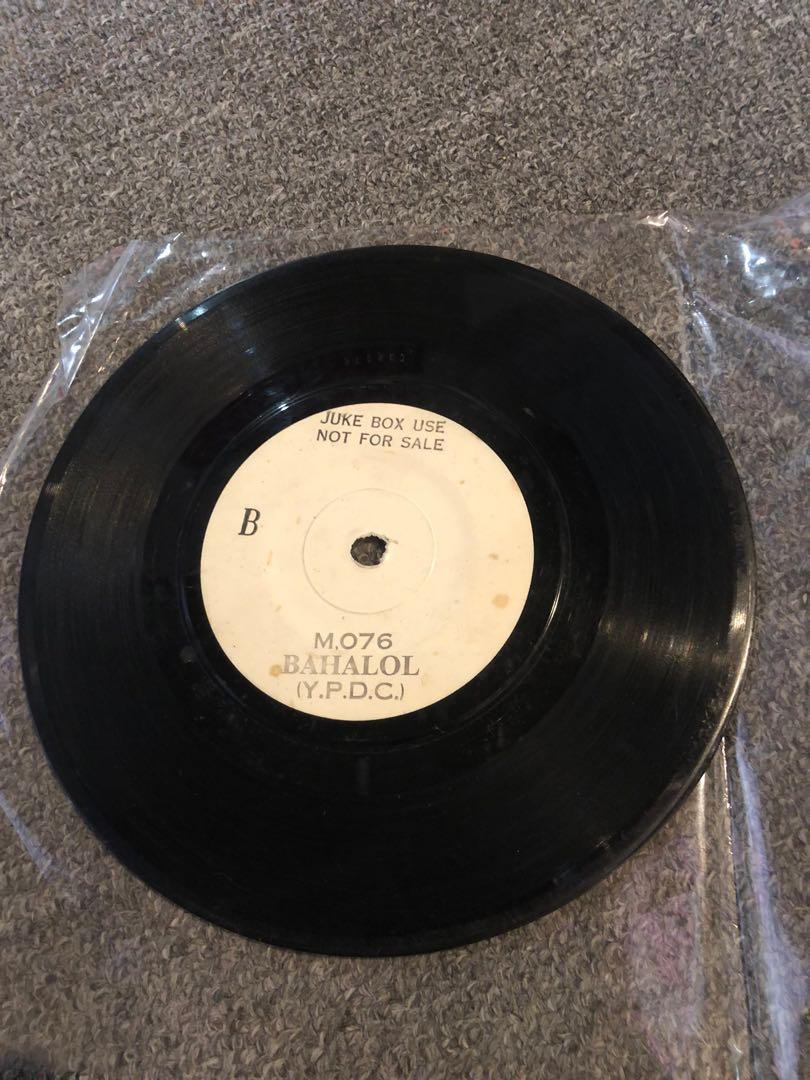 JUKE BOX USE
NOT FOR SALE
B
M.076
BAHALOL
(Y.P.D.C.)